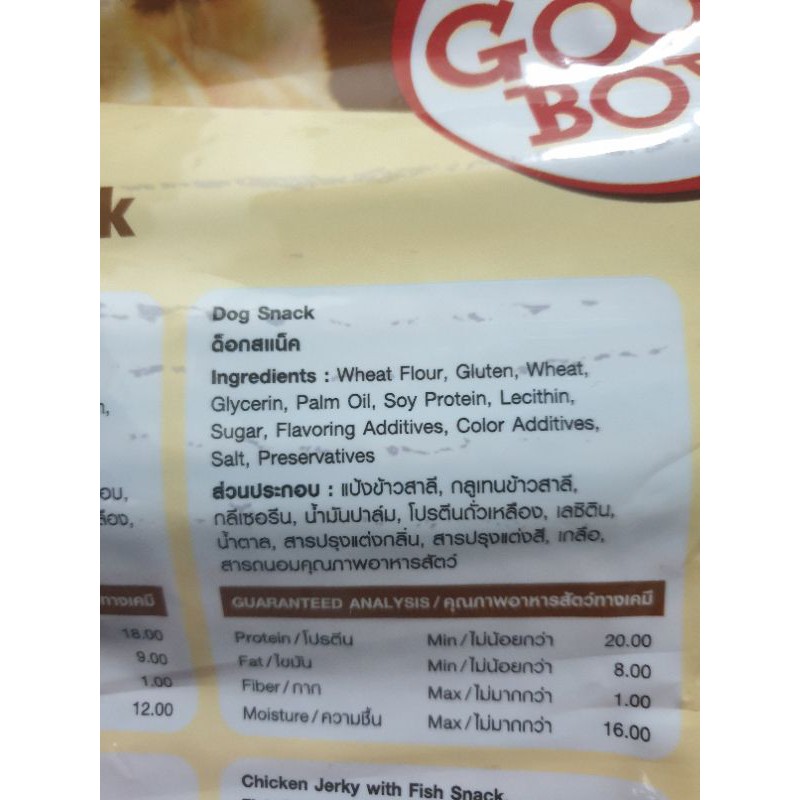 GOO
BO
k
Dog Snack
ด็อกสแน็ค
Ingredients : Wheat Flour, Gluten, Wheat,
Glycerin, Palm Oil, Soy Protein, Lecithin,
Sugar, Flavoring Additives, Color Additives,
Salt, Preservatives
ส่วนประกอบ : แป้งข้าวสาลี, กลูเทนข้าวสาลี,
กลีเซอรีน, น้ำมันปาล์ม, โปรตีนถั่วเหลือง, เลซิติน,
น้ำตาล, สารปรุงแต่งกลิ่น, สารปรุงแต่งสี, เกลือ,
สารถนอมคุณภาพอาหารสัตว์
GUARANTEED ANALYSIS / คุณภาพอาหารสัตว์ทางเคมี
Protein / โปรตีน Min / ไม่น้อยกว่า 20.00
Fat / ไขมัน Min / ไม่น้อยกว่า 8.00
Fiber / กาก Max / ไม่มากกว่า 1.00
Moisture / ความชื้น Max / ไม่มากกว่า 16.00
ทางเคมี
18.00
9.00
1.00
12.00
Chicken Jerky with Fish Snack